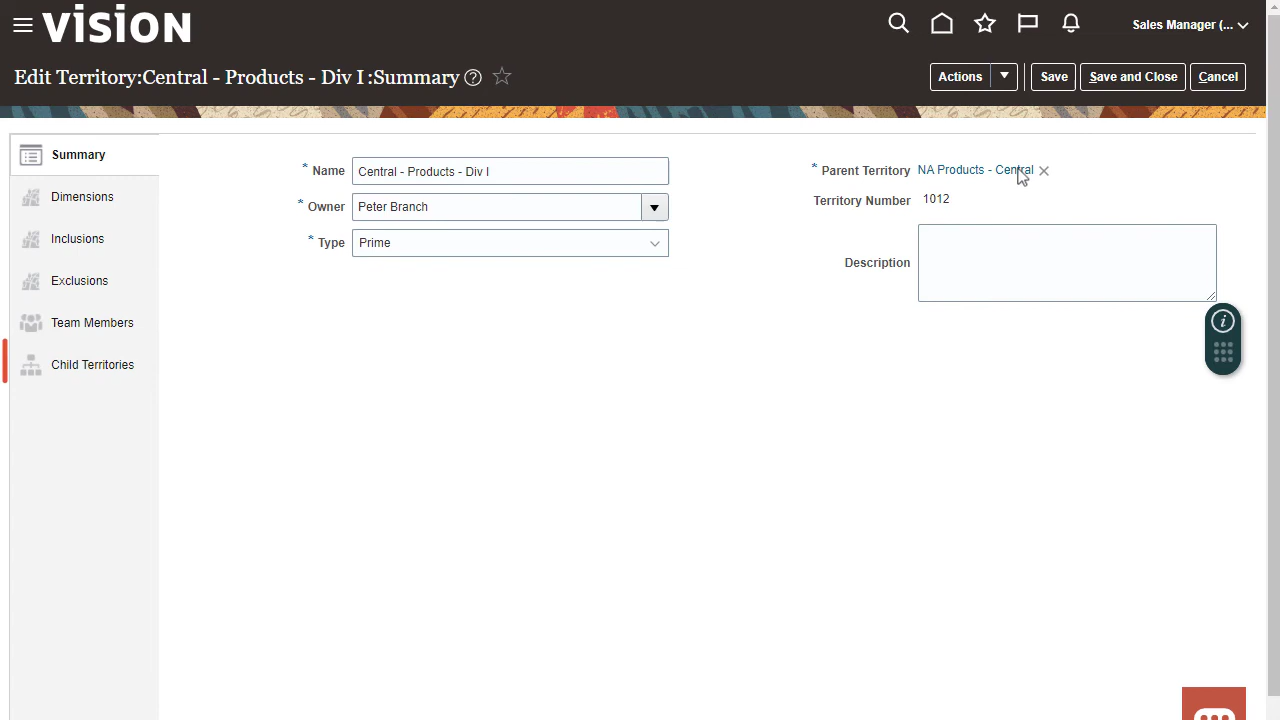 VISION
Sales Manager (...
Edit Territory:Central - Products - Div I :Summary
Actions
Save
Save and Close
Cancel
Summary
Dimensions
Inclusions
Exclusions
Team Members
Child Territories
* Name
Central - Products - Div I
* Owner
Peter Branch
* Type
Prime
* Parent Territory
NA Products - Central
Territory Number
1012
Description